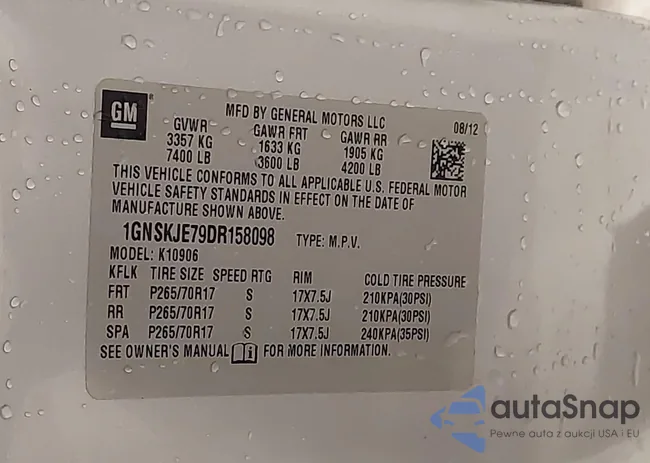 GM
MFD BY GENERAL MOTORS LLC
08/12
GVWR GAWR FRT GAWR RR
3357 KG 1633 KG 1905 KG
7400 LB 3600 LB 4200 LB
THIS VEHICLE CONFORMS TO ALL APPLICABLE U.S. FEDERAL MOTOR
VEHICLE SAFETY STANDARDS IN EFFECT ON THE DATE OF
MANUFACTURE SHOWN ABOVE.
1GNSKJE79DR158098 TYPE: M.P.V.
MODEL: K10906
KFLK TIRE SIZE SPEED RTG RIM COLD TIRE PRESSURE
FRT P265/70R17 S 17X7.5J 210KPA(30PSI)
RR P265/70R17 S 17X7.5J 210KPA(30PSI)
SPA P265/70R17 S 17X7.5J 240KPA(35PSI)
SEE OWNER'S MANUAL FOR MORE INFORMATION.
autaSnap
Pewne auta z aukcji USA i EU